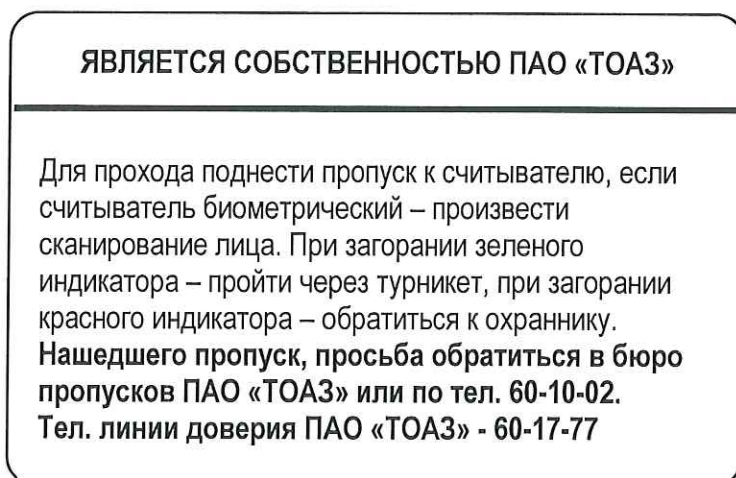 ЯВЛЯЕТСЯ СОБСТВЕННОСТЬЮ ПАО «ТОАЗ»
Для прохода поднести пропуск к считывателю, если
считыватель биометрический – произвести
сканирование лица. При загорании зеленого
индикатора – пройти через турникет, при загорании
красного индикатора – обратиться к охраннику.
Нашедшего пропуск, просьба обратиться в бюро
пропусков ПАО «ТОАЗ» или по тел. 60-10-02.
Тел. линии доверия ПАО «ТОАЗ» - 60-17-77